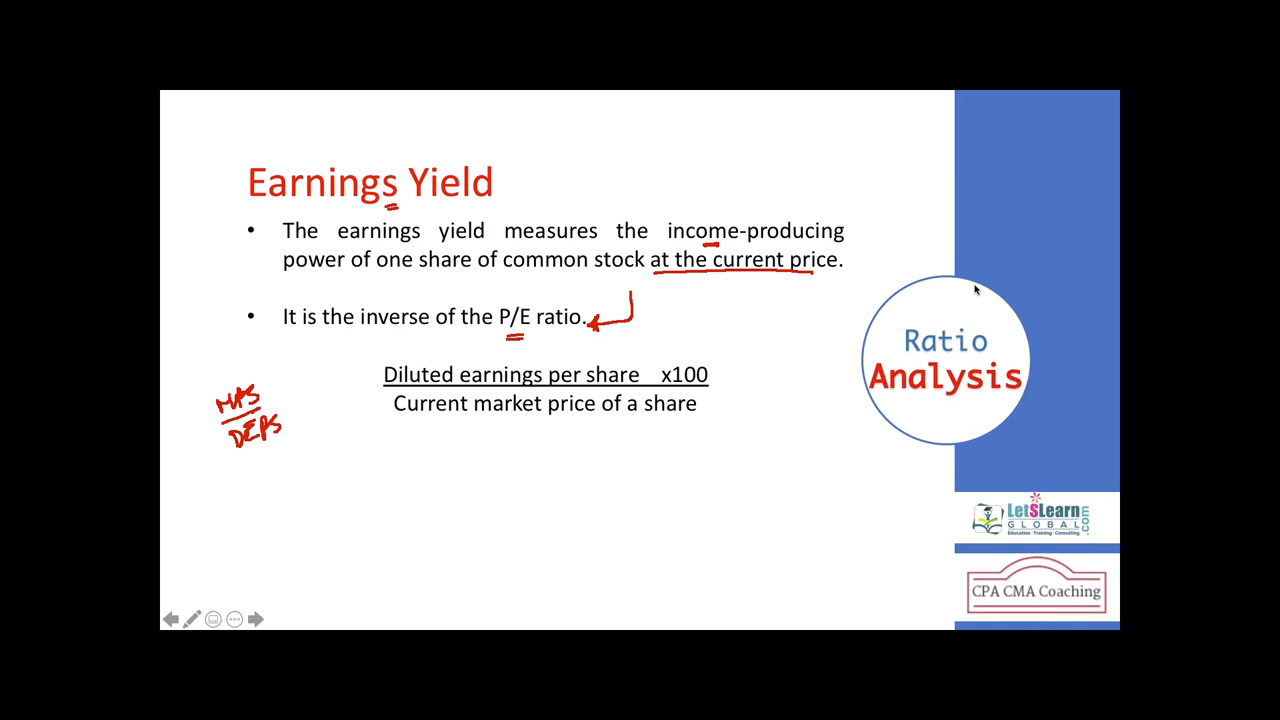 Earnings Yield
• The earnings yield measures the income-producing
power of one share of common stock at the current price.
• It is the inverse of the P/E ratio.
Diluted earnings per share x100
Current market price of a share
MPS
DEPS
Ratio
Analysis
LetSLearn
GLOBAL
.com
Education · Training · Consulting
CPA CMA Coaching